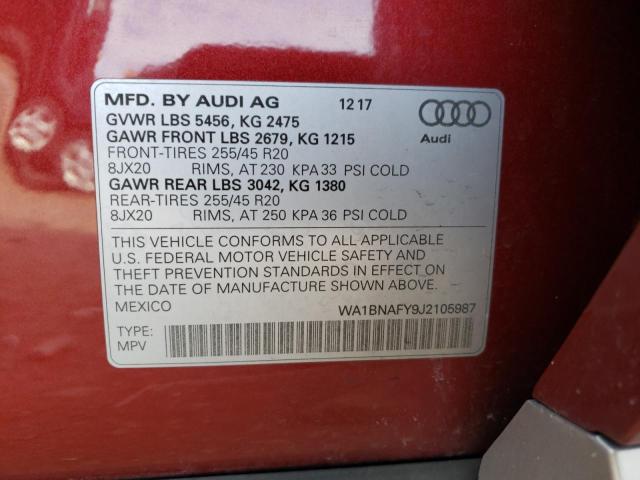 MFD. BY AUDI AG 12 17
GVWR LBS 5456, KG 2475
GAWR FRONT LBS 2679, KG 1215
FRONT-TIRES 255/45 R20
8JX20 RIMS, AT 230 KPA 33 PSI COLD
GAWR REAR LBS 3042, KG 1380
REAR-TIRES 255/45 R20
8JX20 RIMS, AT 250 KPA 36 PSI COLD
Audi
THIS VEHICLE CONFORMS TO ALL APPLICABLE
U.S. FEDERAL MOTOR VEHICLE SAFETY AND
THEFT PREVENTION STANDARDS IN EFFECT ON
THE DATE OF MANUFACTURE SHOWN ABOVE.
MEXICO WA1BNAFY9J2105987
TYPE:
MPV